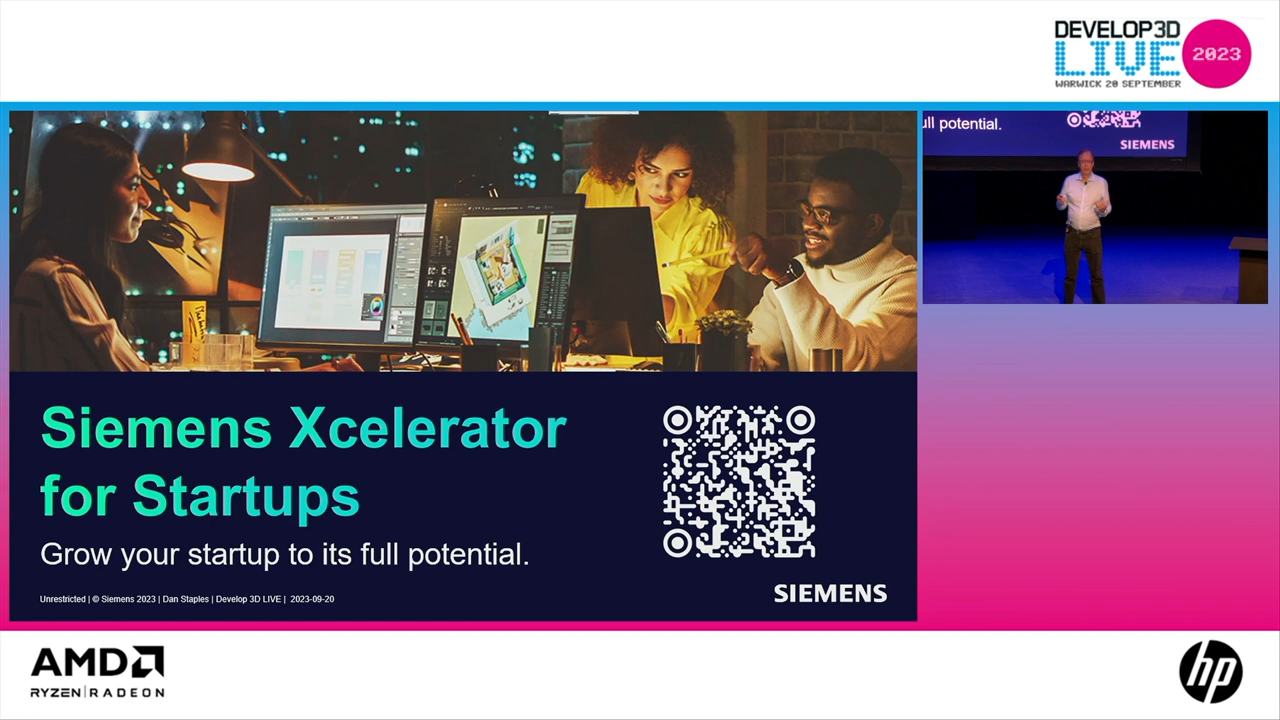 DEVELOP3D
LIVE
2023
WARWICK 20 SEPTEMBER
ull potential.
SIEMENS
Siemens Xcelerator
for Startups
Grow your startup to its full potential.
Unrestricted | © Siemens 2023 | Dan Staples | Develop 3D LIVE | 2023-09-20
SIEMENS
AMD
RYZEN | RADEON
hp